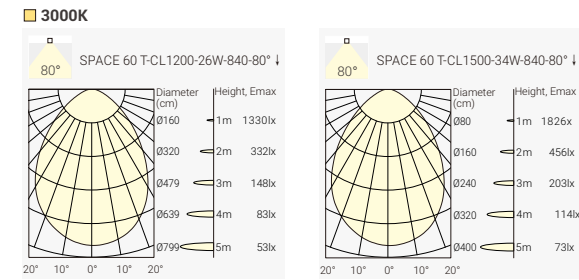 3000K
80°
SPACE 60 T-CL1200-26W-840-80°
Diameter (cm)
Height, Emax
Ø160 1m 1330lx
Ø320 2m 332lx
Ø479 3m 148lx
Ø639 4m 83lx
Ø799 5m 53lx
20° 10° 0° 10° 20°
80°
SPACE 60 T-CL1500-34W-840-80°
Diameter (cm)
Height, Emax
Ø80 1m 1826x
Ø160 2m 456lx
Ø240 3m 203lx
Ø320 4m 114lx
Ø400 5m 73lx
20° 10° 0° 10° 20°